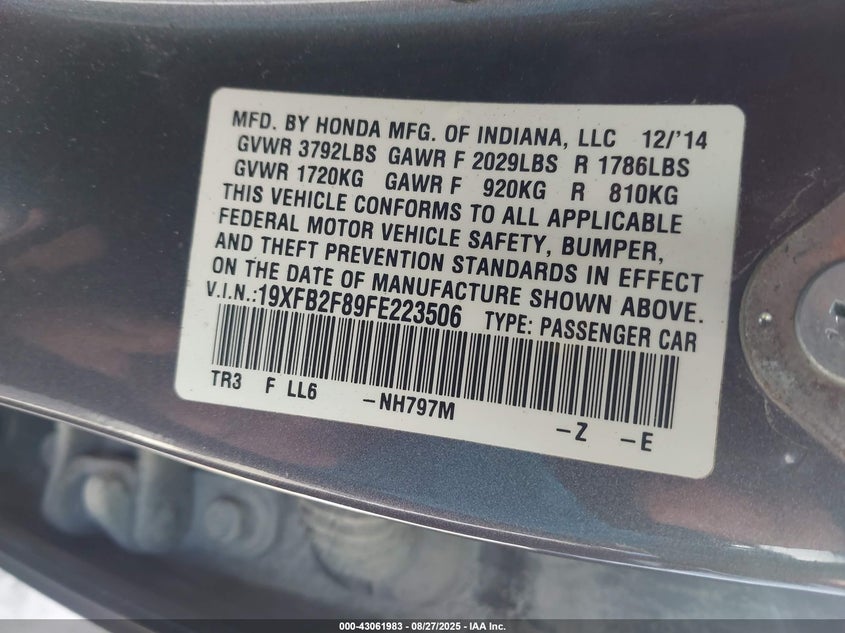 MFD. BY HONDA MFG. OF INDIANA, LLC 12/'14
GVWR 3792LBS GAWR F 2029LBS R 1786LBS
GVWR 1720KG GAWR F 920KG R 810KG
THIS VEHICLE CONFORMS TO ALL APPLICABLE
FEDERAL MOTOR VEHICLE SAFETY, BUMPER,
AND THEFT PREVENTION STANDARDS IN EFFECT
ON THE DATE OF MANUFACTURE SHOWN ABOVE.
V.I.N.:19XFB2F89FE223506 TYPE: PASSENGER CAR
TR3 F LL6 -NH797M -Z -E
000-43061983 - 08/27/2025 - IAA Inc.